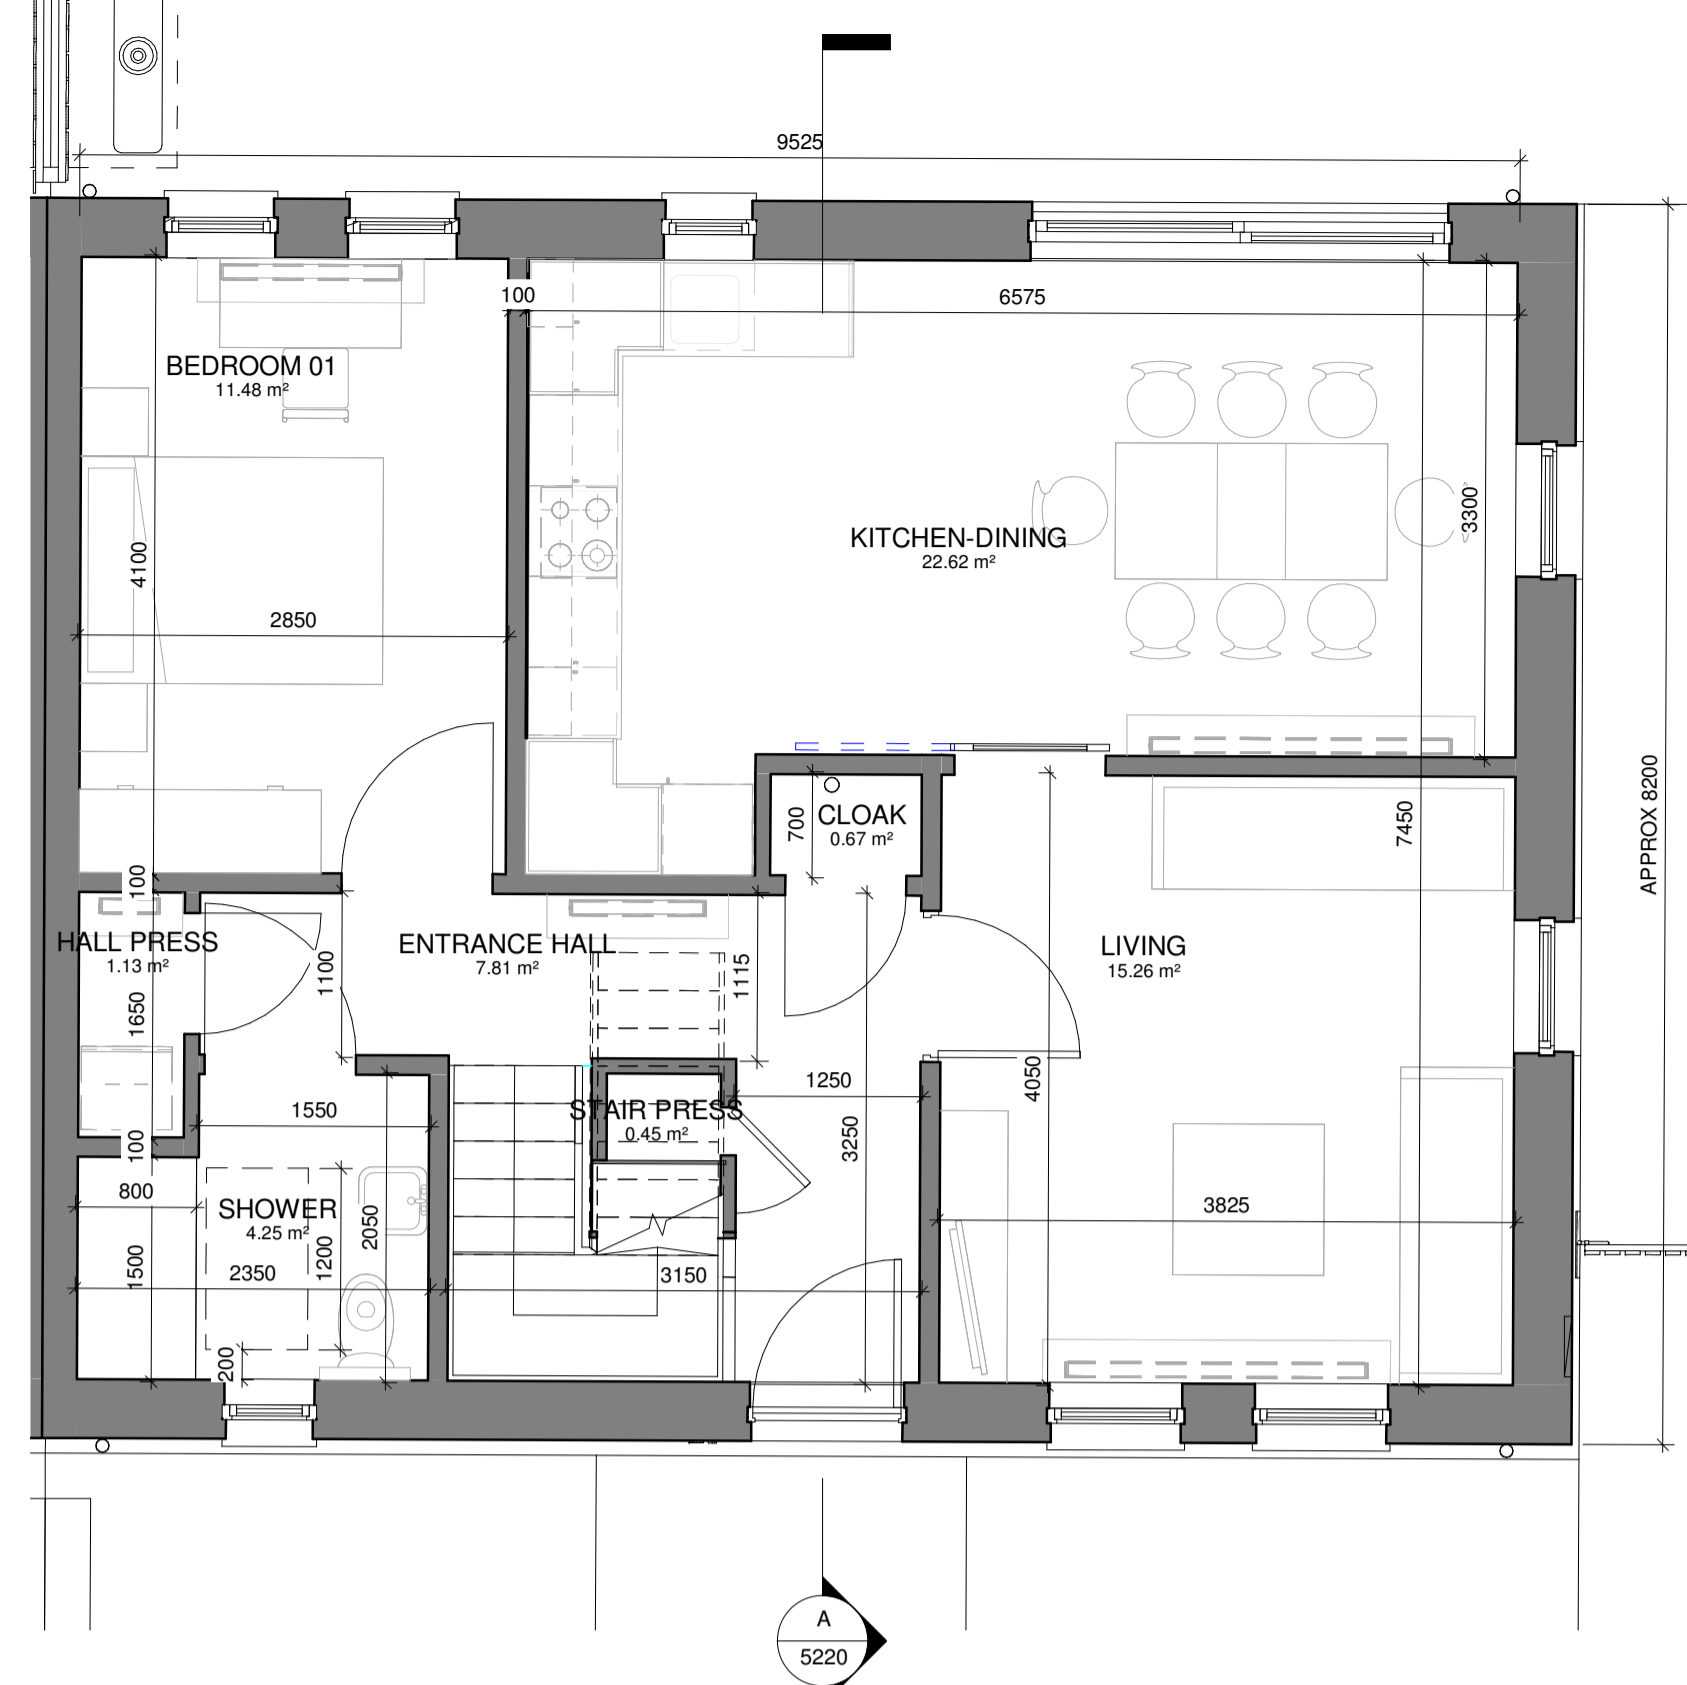 9525
100
6575
BEDROOM 01
11.48 m²
3300
KITCHEN-DINING
22.62 m²
4100
2850
7450
APPROX 8200
700
CLOAK
0.67 m²
100
HALL PRESS
1.13 m²
ENTRANCE HALL
7.81 m²
LIVING
15.26 m²
1100
1115
1650
4050
1250
1550
STAIR PRESS
0.45 m²
3250
100
800
SHOWER
4.25 m²
2050
3825
1500
2350
1200
3150
200
A
5220